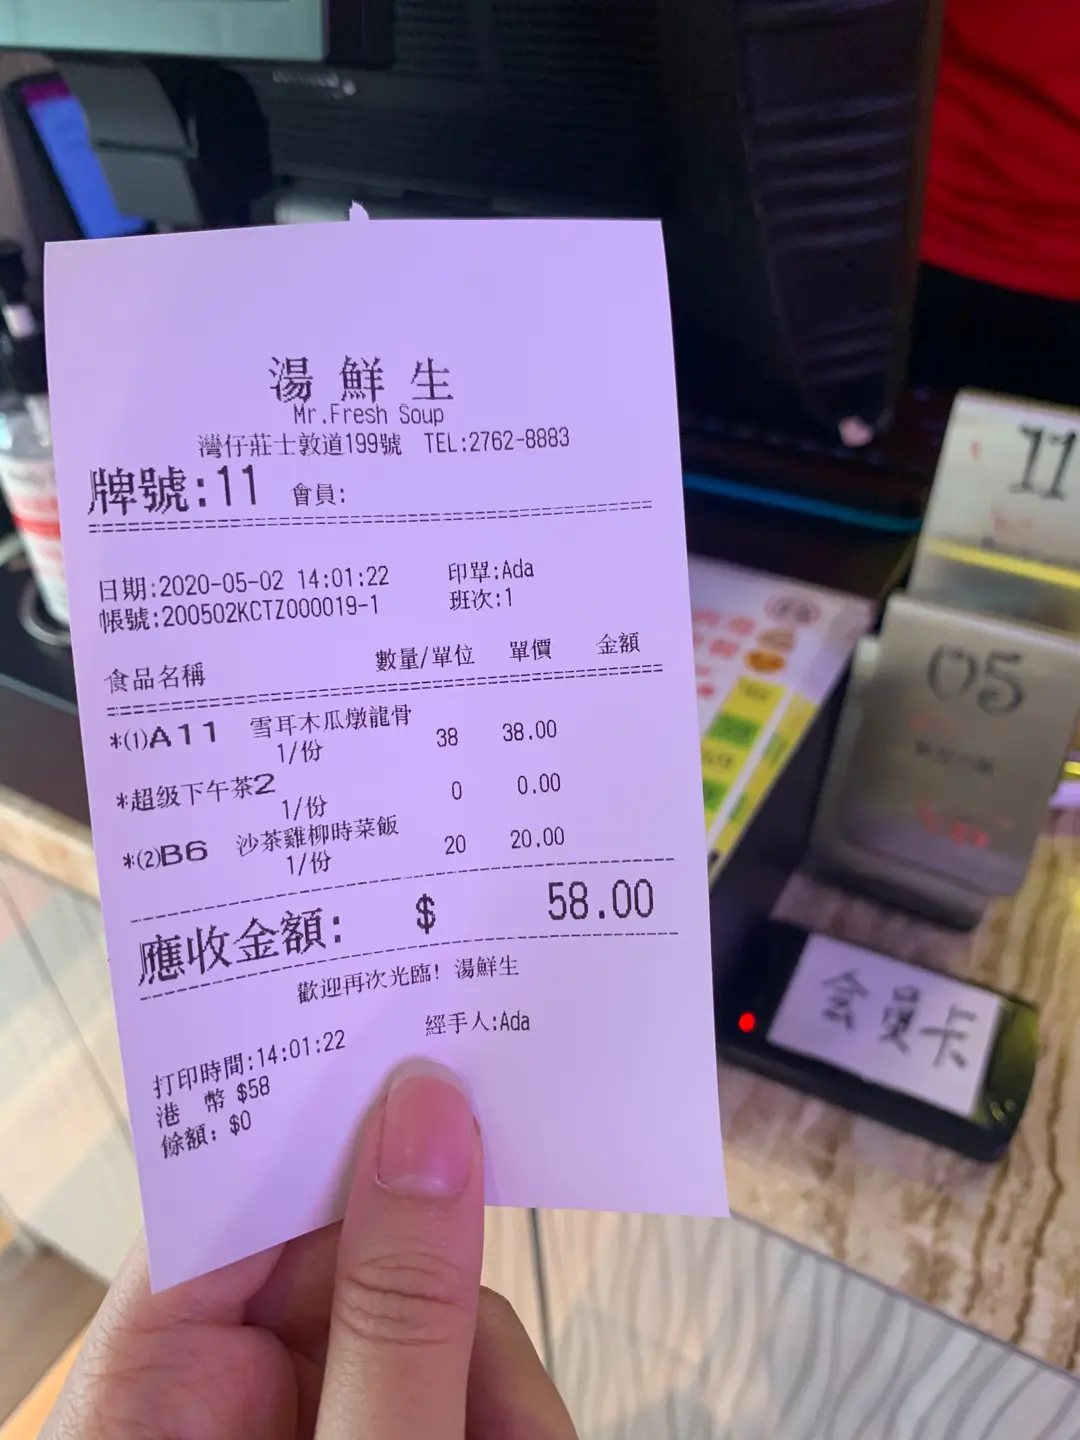 湯鮮生
Mr.Fresh Soup
灣仔莊士敦道199號 TEL:2762-8883
牌號:11 會員:
日期:2020-05-02 14:01:22 印單:Ada
帳號:200502KCTZ000019-1 班次:1
食品名稱 數量/單位 單價 金額
*(1)A11 雪耳木瓜燉龍骨
1/份 38 38.00
*超级下午茶2
1/份 0 0.00
*(2)B6 沙茶雞柳時菜飯
1/份 20 20.00
應收金額: $ 58.00
歡迎再次光臨! 湯鮮生
打印時間:14:01:22 經手人:Ada
港 幣 $58
餘額: $0
11
05
会員卡